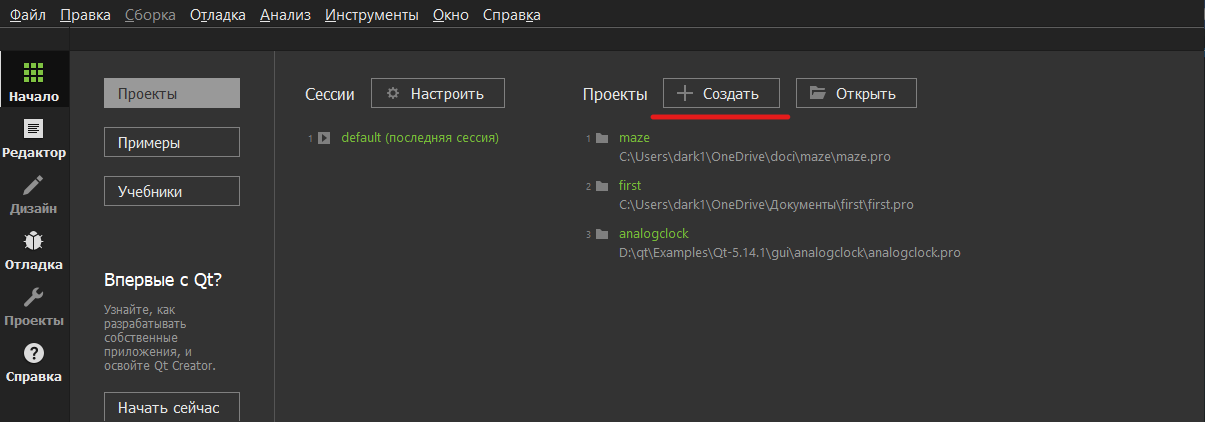 Файл Правка Сборка Отладка Анализ Инструменты Окно Справка
Начало
Редактор
Дизайн
Отладка
Проекты
Справка
Проекты
Примеры
Учебники
Впервые с Qt?
Узнайте, как
разрабатывать
собственные
приложения, и
освойте Qt Creator.
Начать сейчас
Сессии Настроить
1 default (последняя сессия)
Проекты Создать Открыть
1 maze
C:\Users\dark1\OneDrive\doci\maze\maze.pro
2 first
C:\Users\dark1\OneDrive\Документы\first\first.pro
3 analogclock
D:\qt\Examples\Qt-5.14.1\gui\analogclock\analogclock.pro